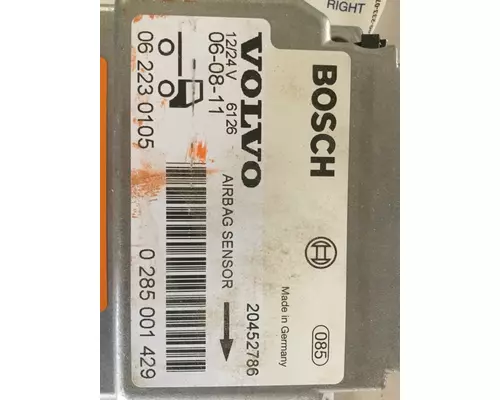 RIGHT
BOSCH
Made in Germany
085
VOLVO
12/24 V 6126
06-08-11
AIRBAG SENSOR
20452786
06 223 0105
0 285 001 429